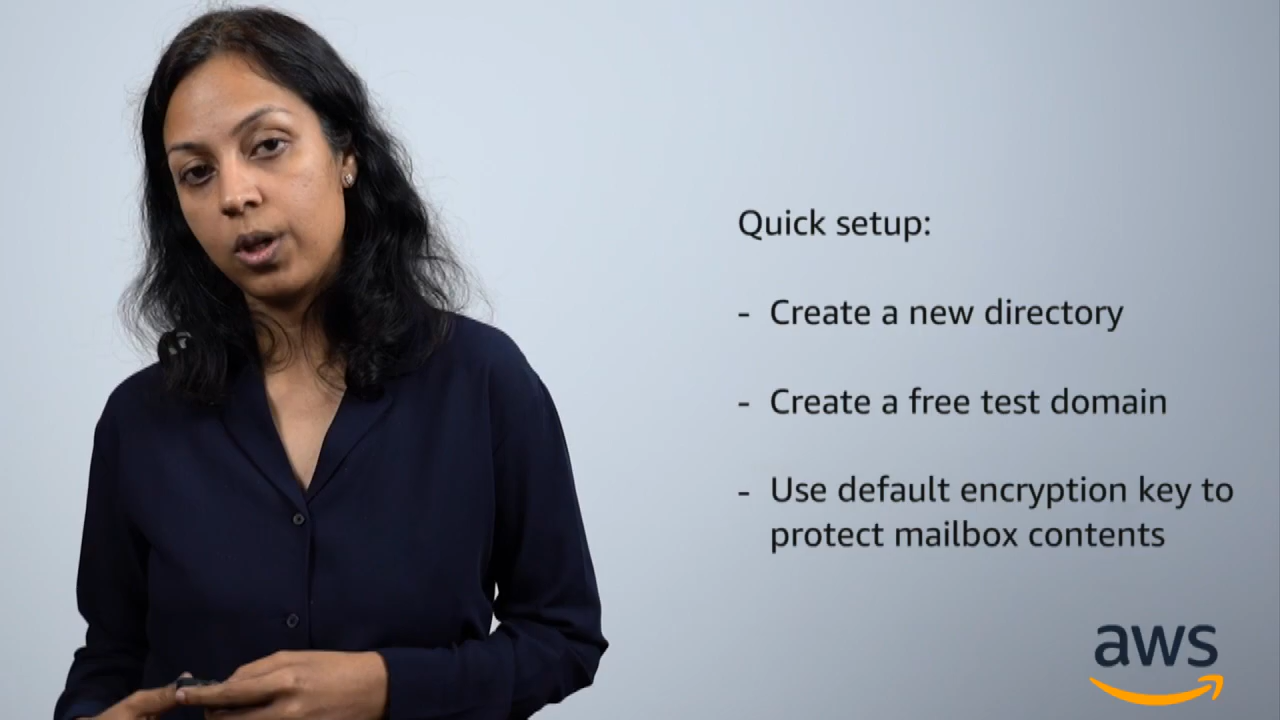 Quick setup:
- Create a new directory
- Create a free test domain
- Use default encryption key to
protect mailbox contents
aws